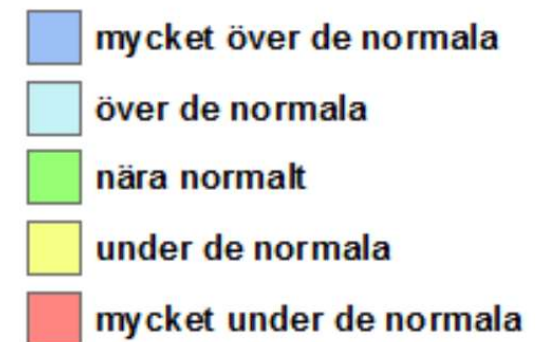 mycket över de normala
över de normala
nära normalt
under de normala
mycket under de normala